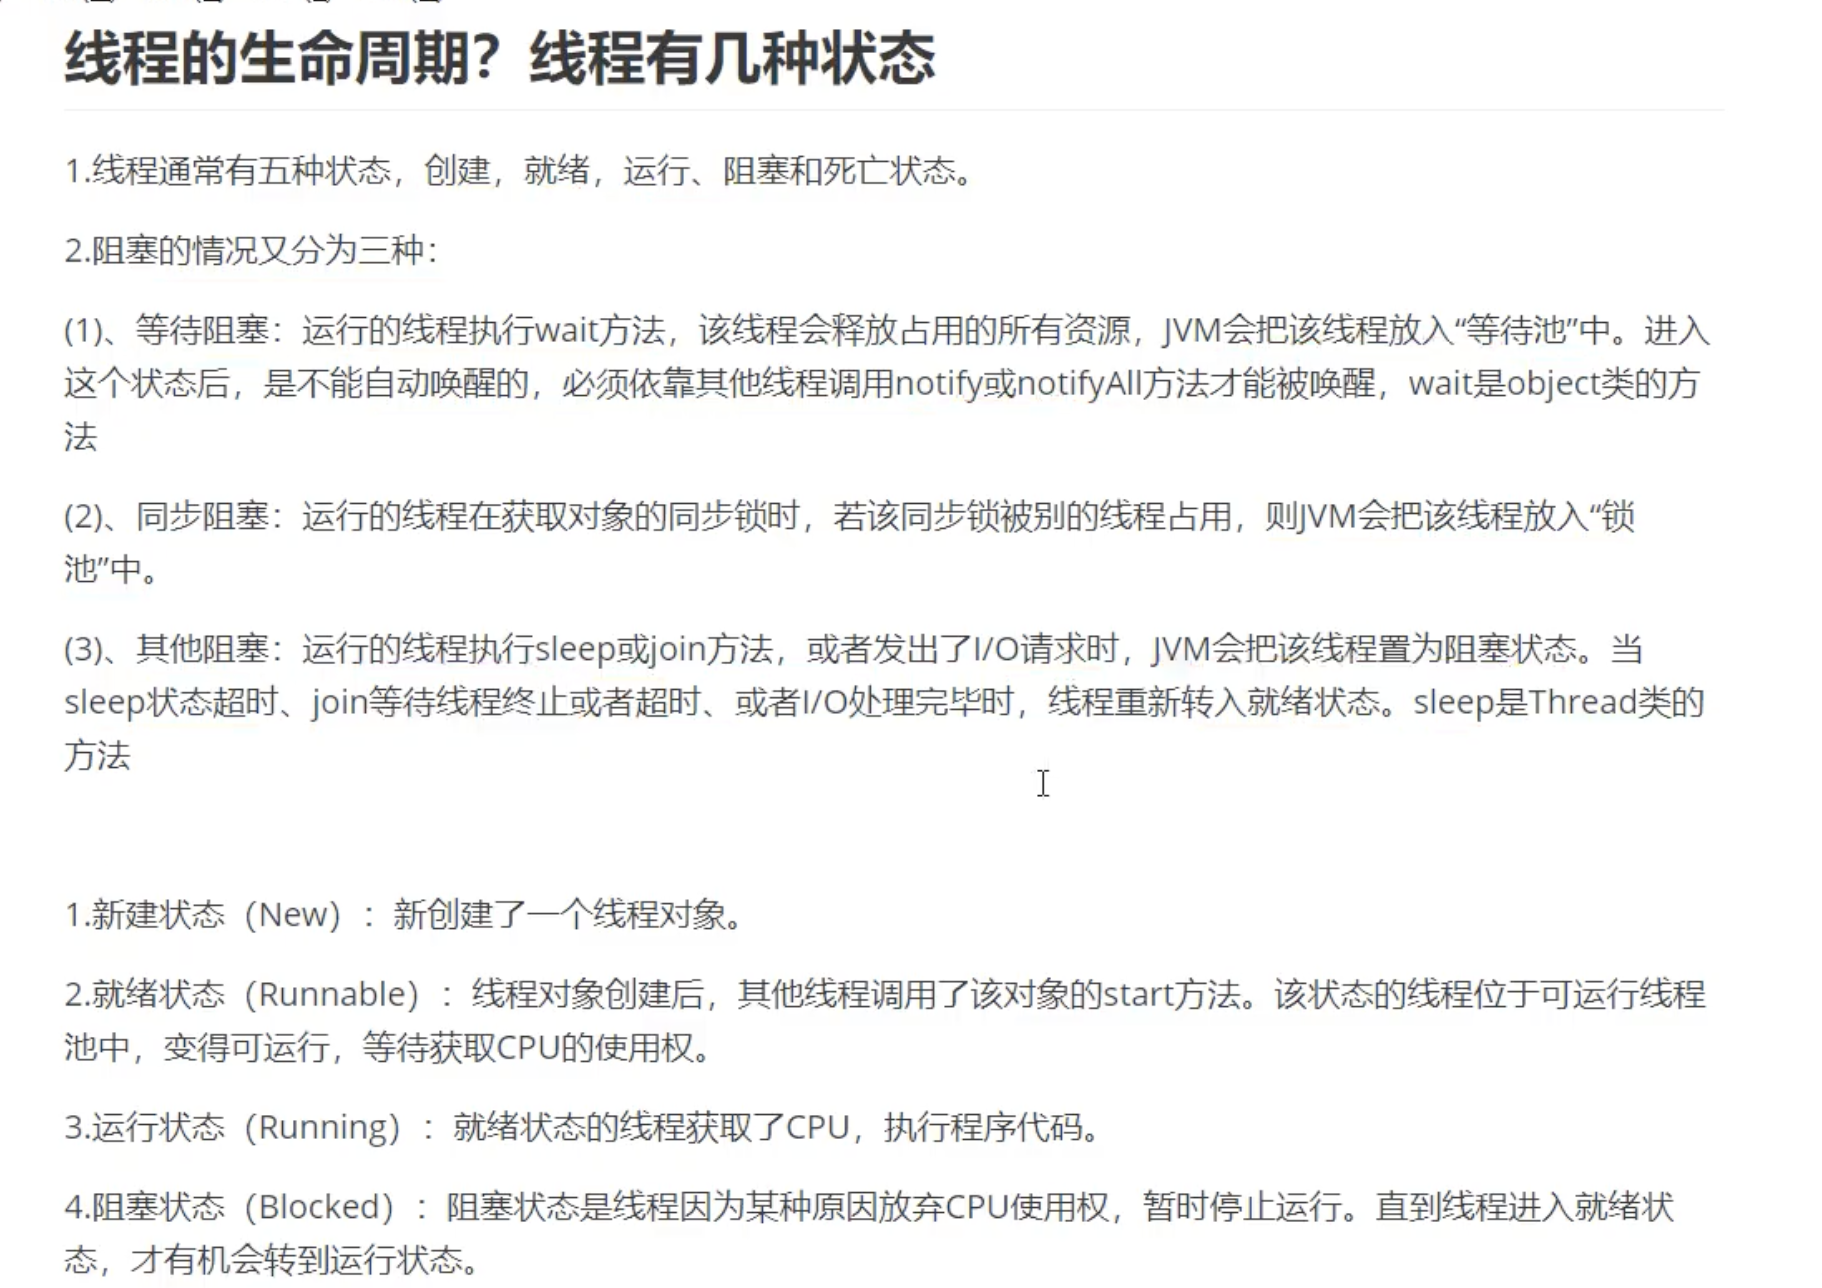 线程的生命周期？线程有几种状态
1.线程通常有五种状态，创建，就绪，运行、阻塞和死亡状态。
2.阻塞的情况又分为三种：
(1)、等待阻塞：运行的线程执行wait方法，该线程会释放占用的所有资源，JVM会把该线程放入“等待池”中。进入
这个状态后，是不能自动唤醒的，必须依靠其他线程调用notify或notifyAll方法才能被唤醒，wait是object类的方
法
(2)、同步阻塞：运行的线程在获取对象的同步锁时，若该同步锁被别的线程占用，则JVM会把该线程放入“锁
池”中。
(3)、其他阻塞：运行的线程执行sleep或join方法，或者发出了I/O请求时，JVM会把该线程置为阻塞状态。当
sleep状态超时、join等待线程终止或者超时、或者I/O处理完毕时，线程重新转入就绪状态。sleep是Thread类的
方法
1.新建状态（New）：新创建了一个线程对象。
2.就绪状态（Runnable）：线程对象创建后，其他线程调用了该对象的start方法。该状态的线程位于可运行线程
池中，变得可运行，等待获取CPU的使用权。
3.运行状态（Running）：就绪状态的线程获取了CPU，执行程序代码。
4.阻塞状态（Blocked）：阻塞状态是线程因为某种原因放弃CPU使用权，暂时停止运行。直到线程进入就绪状
态，才有机会转到运行状态。